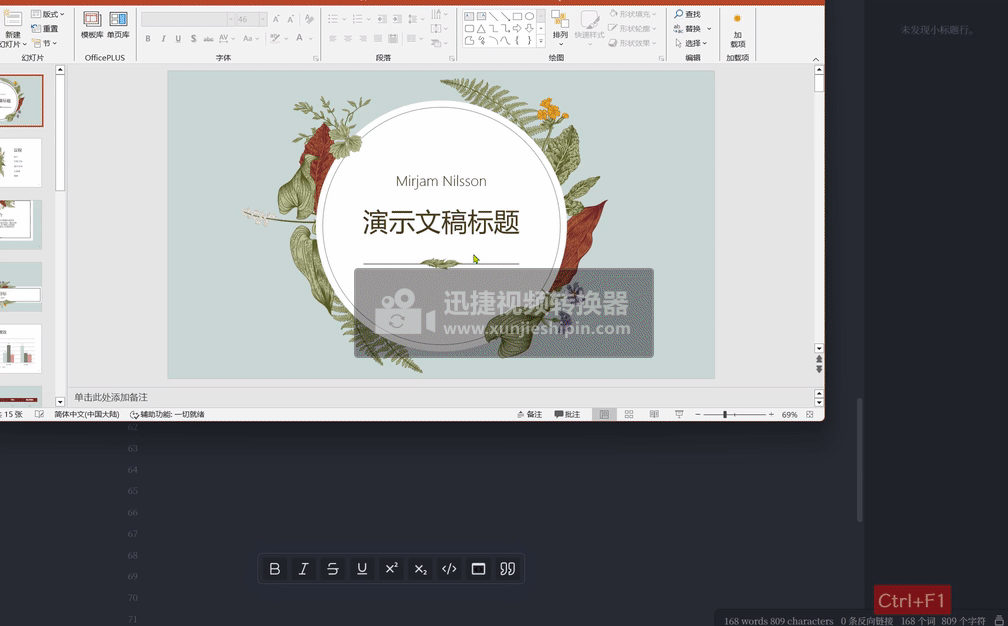 新建
幻灯片
版式
重置
节
幻灯片
模板库 单页库
OfficePLUS
46
B I U S abc AV Aa
字体
段落
排列
快速样式
形状填充
形状轮廓
形状效果
绘图
查找
替换
选择
编辑
加
载项
加载项
未发现小标题行。
Mirjam Nilsson
演示文稿标题
迅捷视频转换器
www.xunjieshipin.com
单击此处添加备注
15 张 简体中文(中国大陆) 辅助功能: 一切就绪 备注 批注 69%
62
63
64
65
66
67
68
69
70
71
B I S U X² X₂ </>
Ctrl+F1
168 words 809 characters 0 条反向链接 168 个词 809 个字符